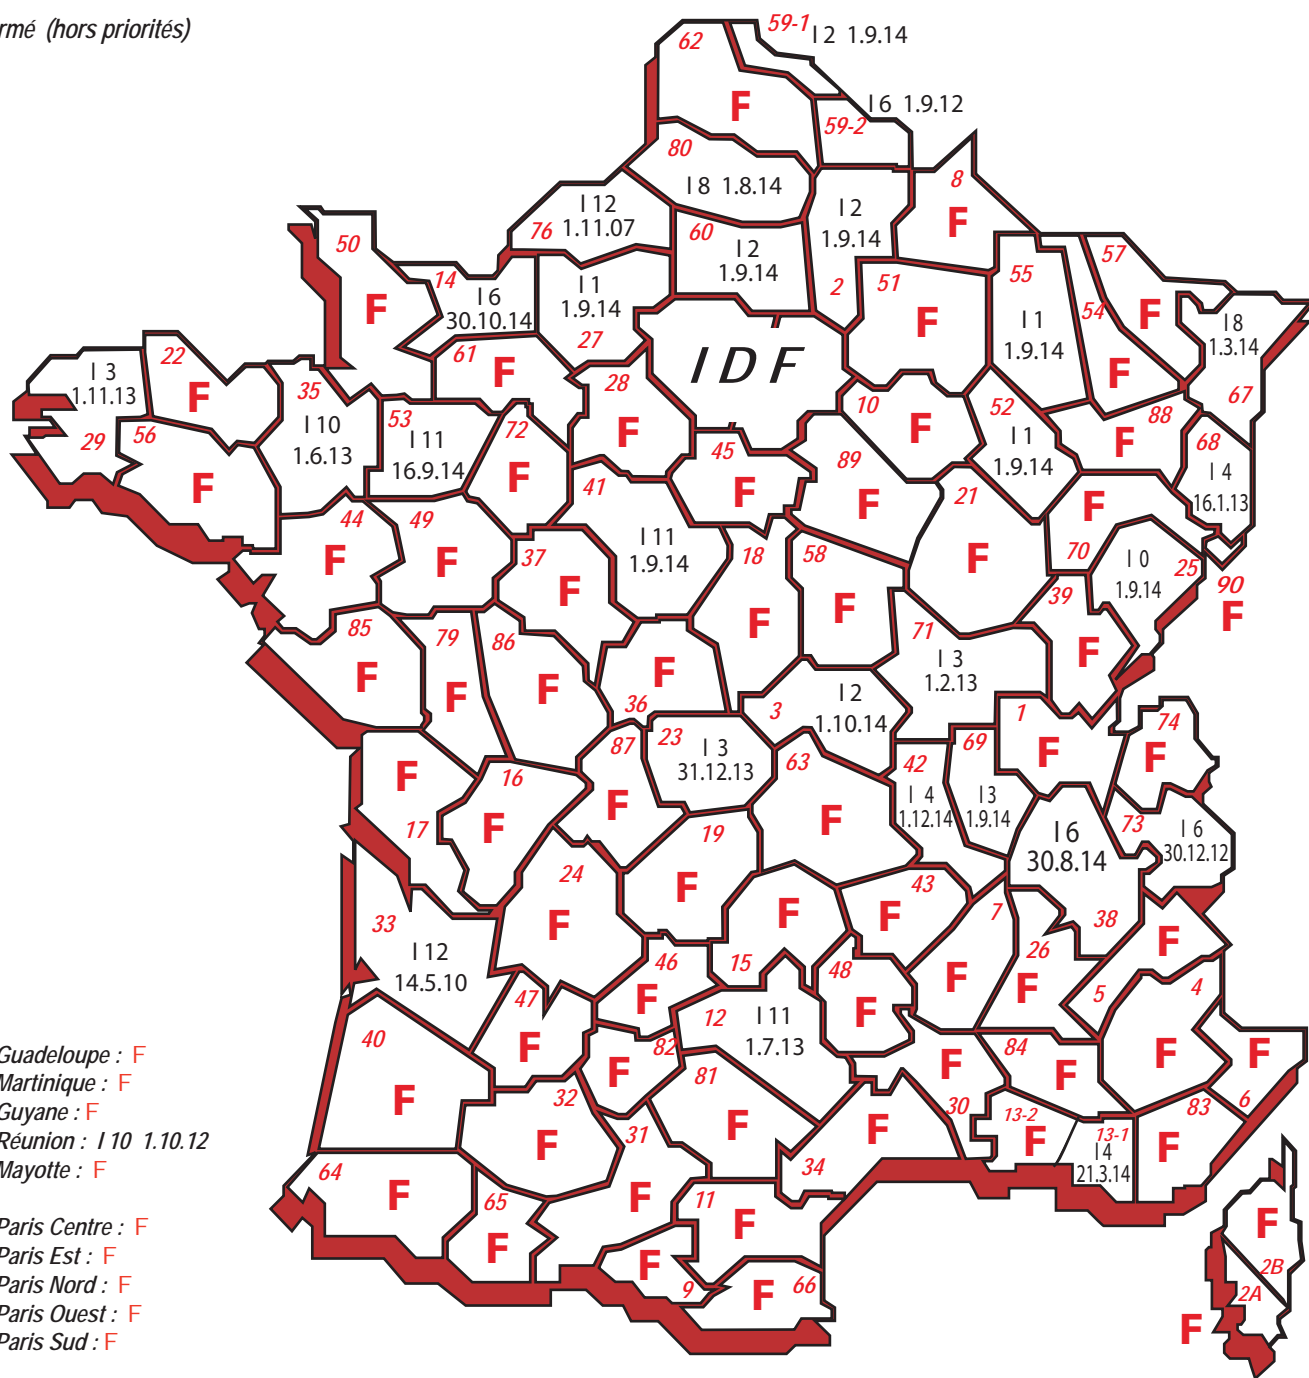 rmé (hors priorités)
59-1
I 2 1.9.14
62
F
I 6 1.9.12
59-2
80
I 8 1.8.14
8
F
I 12
1.11.07
76
60
I 2
1.9.14
I 2
1.9.14
2
50
F
14
I 6
30.10.14
I 1
1.9.14
27
51
F
55
I 1
1.9.14
57
F
54
F
I 8
1.3.14
67
61
F
I D F
28
F
22
F
I 3
1.11.13
29
35
I 10
1.6.13
53
I 11
16.9.14
72
F
10
F
52
I 1
1.9.14
88
F
68
I 4
16.1.13
56
F
45
F
89
F
21
F
41
I 11
1.9.14
44
F
49
F
37
F
18
F
58
F
F
70
I 0
1.9.14
25
90
F
39
F
85
F
79
F
86
F
F
36
71
I 3
1.2.13
3
I 2
1.10.14
1
F
74
F
87
F
23
I 3
31.12.13
63
F
42
I 4
1.12.14
69
I 3
1.9.14
I 6
30.8.14
38
73
I 6
30.12.12
F
17
16
F
24
F
19
F
43
F
33
I 12
14.5.10
F
15
46
F
48
F
7
F
26
F
F
5
4
F
47
F
12
I 11
1.7.13
40
F
82
F
81
F
F
30
84
F
F
6
Guadeloupe : F
Martinique : F
Guyane : F
Réunion : I 10 1.10.12
Mayotte : F
32
F
31
F
34
F
13-2
F
13-1
I 4
21.3.14
83
F
64
F
65
F
11
F
9
F
66
F
F
2B
2A
F
Paris Centre : F
Paris Est : F
Paris Nord : F
Paris Ouest : F
Paris Sud : F